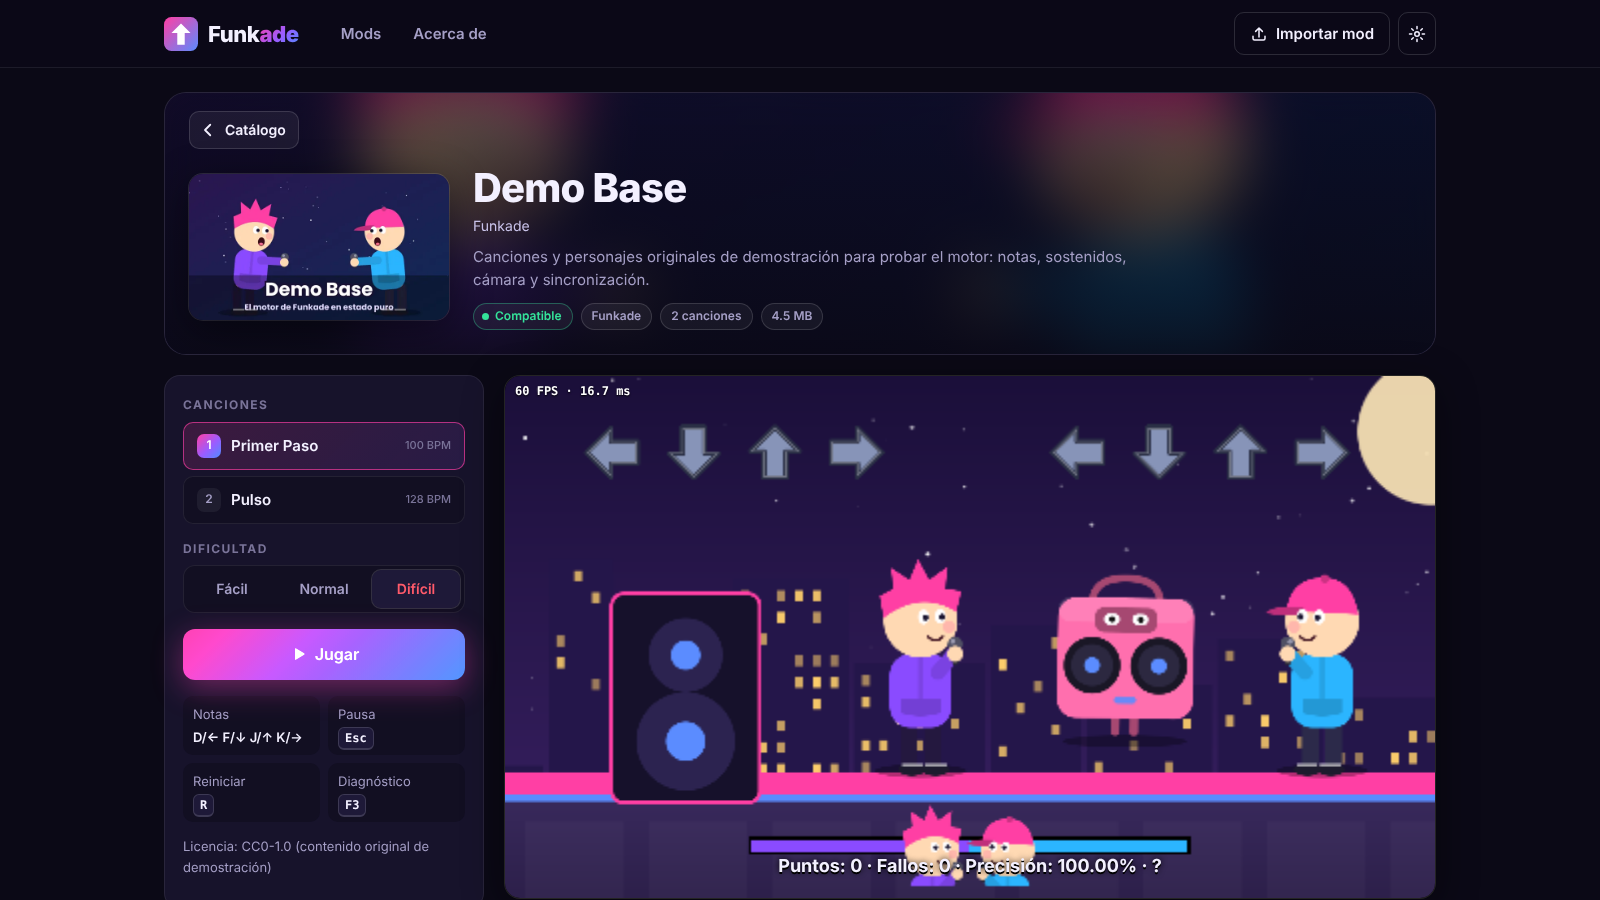 Funkade
Mods
Acerca de
Importar mod
Catálogo
Demo Base
El motor de Funkade en estado puro
Demo Base
Funkade
Canciones y personajes originales de demostración para probar el motor: notas, sostenidos,
cámara y sincronización.
Compatible
Funkade
2 canciones
4.5 MB
CANCIONES
1 Primer Paso 100 BPM
2 Pulso 128 BPM
DIFICULTAD
Fácil Normal Difícil
Jugar
Notas
D/← F/↓ J/↑ K/→
Pausa
Esc
Reiniciar
R
Diagnóstico
F3
Licencia: CC0-1.0 (contenido original de
demostración)
60 FPS · 16.7 ms
Puntos: 0 · Fallos: 0 · Precisión: 100.00% · ?